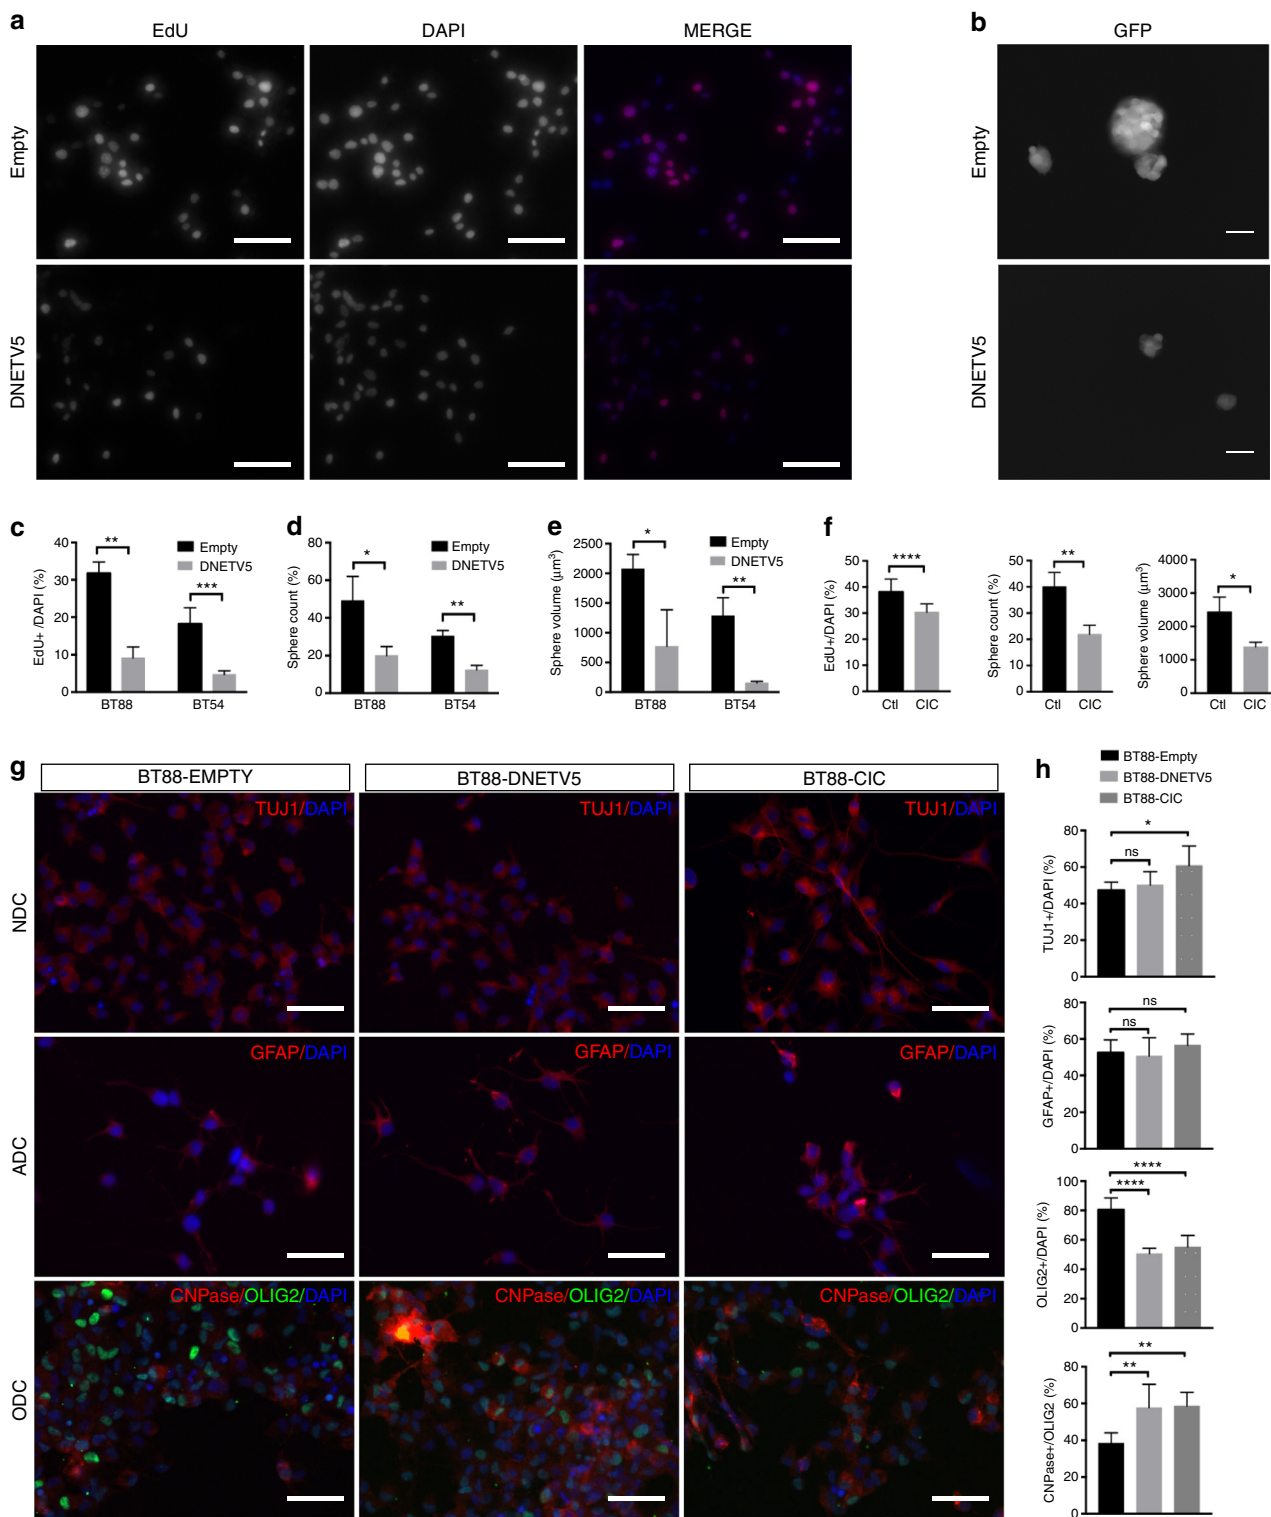 a
EdU
DAPI
MERGE
Empty
DNETV5
b
GFP
Empty
DNETV5
c
EdU+ /DAPI (%)
40
30
20
10
0
**
***
Empty
DNETV5
BT88
BT54
d
Sphere count (%)
80
60
40
20
0
*
**
Empty
DNETV5
BT88
BT54
e
Sphere volume (µm³)
2500
2000
1500
1000
500
0
*
**
Empty
DNETV5
BT88
BT54
f
EdU+/DAPI (%)
50
40
30
20
10
0
****
Ctl CIC
Sphere count (%)
50
40
30
20
10
0
**
Ctl CIC
Sphere volume (µm³)
4000
3000
2000
1000
0
*
Ctl CIC
g
BT88-EMPTY
BT88-DNETV5
BT88-CIC
NDC
TUJ1/DAPI
TUJ1/DAPI
TUJ1/DAPI
ADC
GFAP/DAPI
GFAP/DAPI
GFAP/DAPI
ODC
CNPase/OLIG2/DAPI
CNPase/OLIG2/DAPI
CNPase/OLIG2/DAPI
h
BT88-Empty
BT88-DNETV5
BT88-CIC
TUJ1+/DAPI (%)
80
60
40
20
0
*
ns
GFAP+/DAPI (%)
80
60
40
20
0
ns
ns
OLIG2+/DAPI (%)
100
80
60
40
20
0
****
****
CNPase+/OLIG2 (%)
80
60
40
20
0
**
**